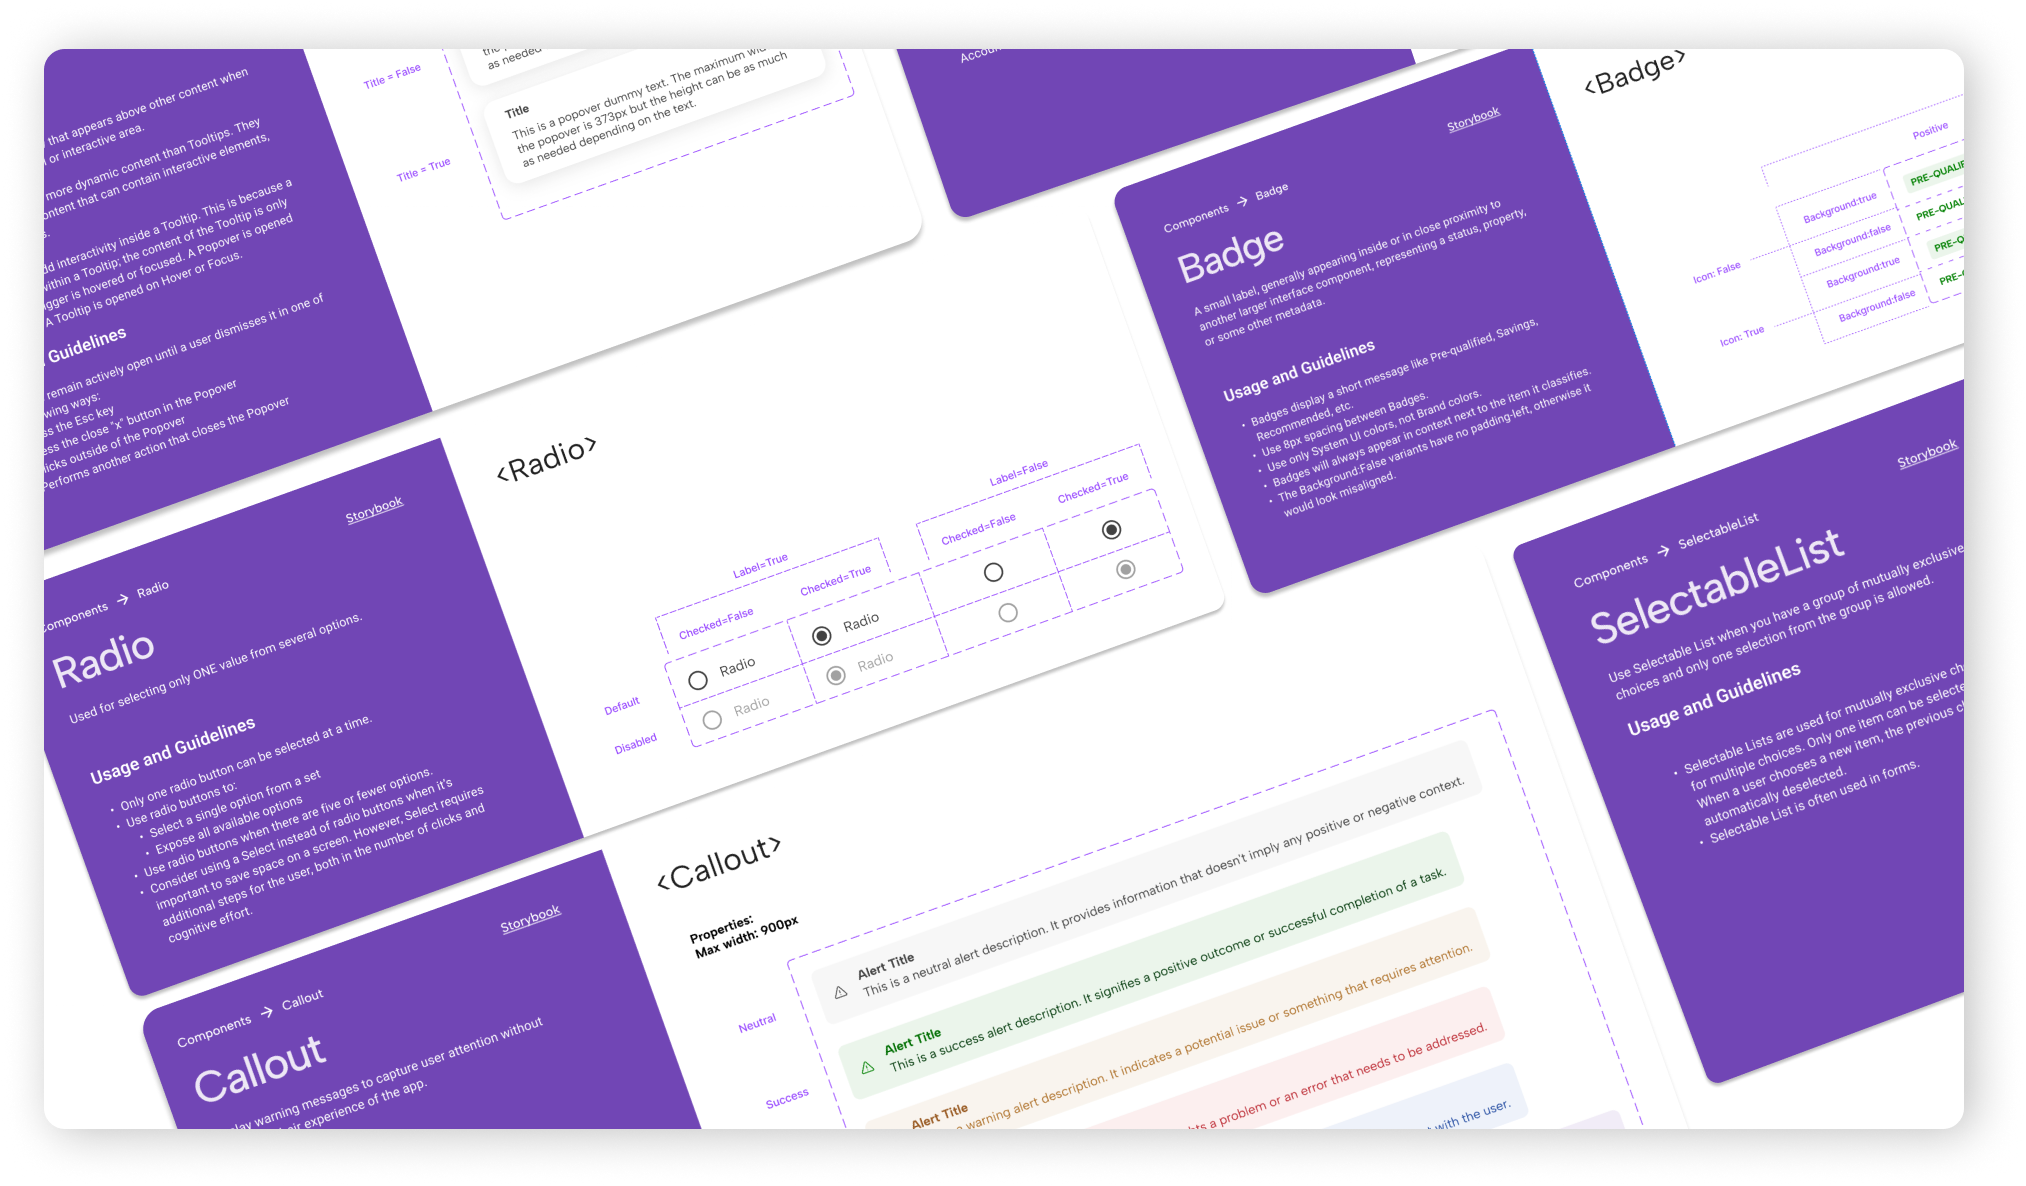 that appears above other content when
or interactive area.
more dynamic content than Tooltips. They
content that can contain interactive elements,
interactivity inside a Tooltip. This is because a
within a Tooltip; the content of the Tooltip is only
is hovered or focused. A Popover is opened
A Tooltip is opened on Hover or Focus.
Guidelines
remain actively open until a user dismisses it in one of
ways:
the Esc key
the close "x" button in the Popover
outside of the Popover
Performs another action that closes the Popover
Title = False
Title = True
as needed
Title
This is a popover dummy text. The maximum
the popover is 373px but the height can be as much
as needed depending on the text.
Storybook
Components → Badge
Badge
A small label, generally appearing inside or in close proximity to
another larger interface component, representing a status, property,
or some other metadata.
Usage and Guidelines
• Badges display a short message like Pre-qualified, Savings,
Recommended, etc.
• Use 8px spacing between Badges.
• Use only System UI colors, not Brand colors.
• Badges will always appear in context next to the item it classifies.
• The Background:False variants have no padding-left, otherwise it
would look misaligned.
<Badge>
Positive
Icon: False
Icon: True
Background:true
Background:false
Background:true
Background:false
Storybook
Components → Radio
Radio
Used for selecting only ONE value from several options.
Usage and Guidelines
• Only one radio button can be selected at a time.
• Use radio buttons to:
• Select a single option from a set
• Expose all available options
• Use radio buttons when there are five or fewer options.
• Consider using a Select instead of radio buttons when it's
important to save space on a screen. However, Select requires
additional steps for the user, both in the number of clicks and
cognitive effort.
<Radio>
Label=True
Label=False
Checked=False
Checked=True
Checked=False
Checked=True
Default
Radio
Radio
Disabled
Radio
Radio
Storybook
Components → SelectableList
SelectableList
Use Selectable List when you have a group of mutually exclusive
choices and only one selection from the group is allowed.
Usage and Guidelines
• Selectable Lists are used for mutually exclusive
for multiple choices. Only one item can be
When a user chooses a new item, the previous
automatically deselected.
• Selectable List is often used in forms.
Storybook
Components → Callout
Callout
warning messages to capture user attention without
experience of the app.
<Callout>
Properties:
Max width: 900px
Neutral
Alert Title
This is a neutral alert description. It provides information that doesn't imply any positive or negative context.
Success
Alert Title
This is a success alert description. It signifies a positive outcome or successful completion of a task.
Alert Title
warning alert description. It indicates a potential issue or something that requires attention.
a problem or an error that needs to be addressed.
with the user.